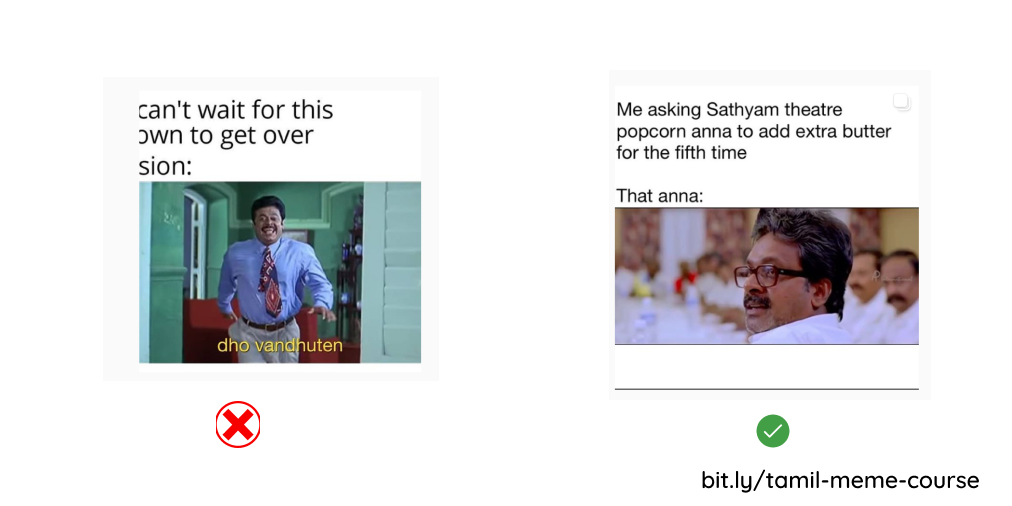 can't wait for this
own to get over
sion:
dho vandhuten
Me asking Sathyam theatre
popcorn anna to add extra butter
for the fifth time
That anna:
bit.ly/tamil-meme-course